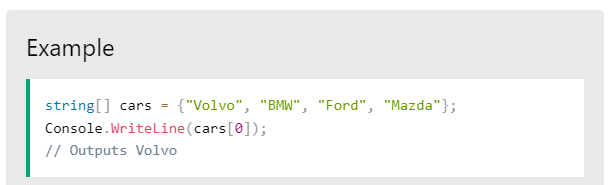 Example
string[] cars = {"Volvo", "BMW", "Ford", "Mazda"};
Console.WriteLine(cars[0]);
// Outputs Volvo